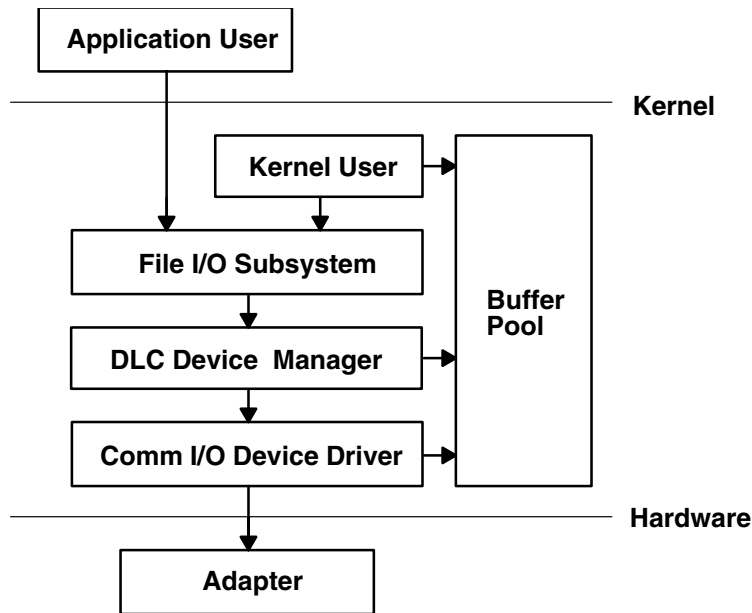 Application User
Kernel
Kernel User
File I/O Subsystem
Buffer
Pool
DLC Device Manager
Comm I/O Device Driver
Hardware
Adapter